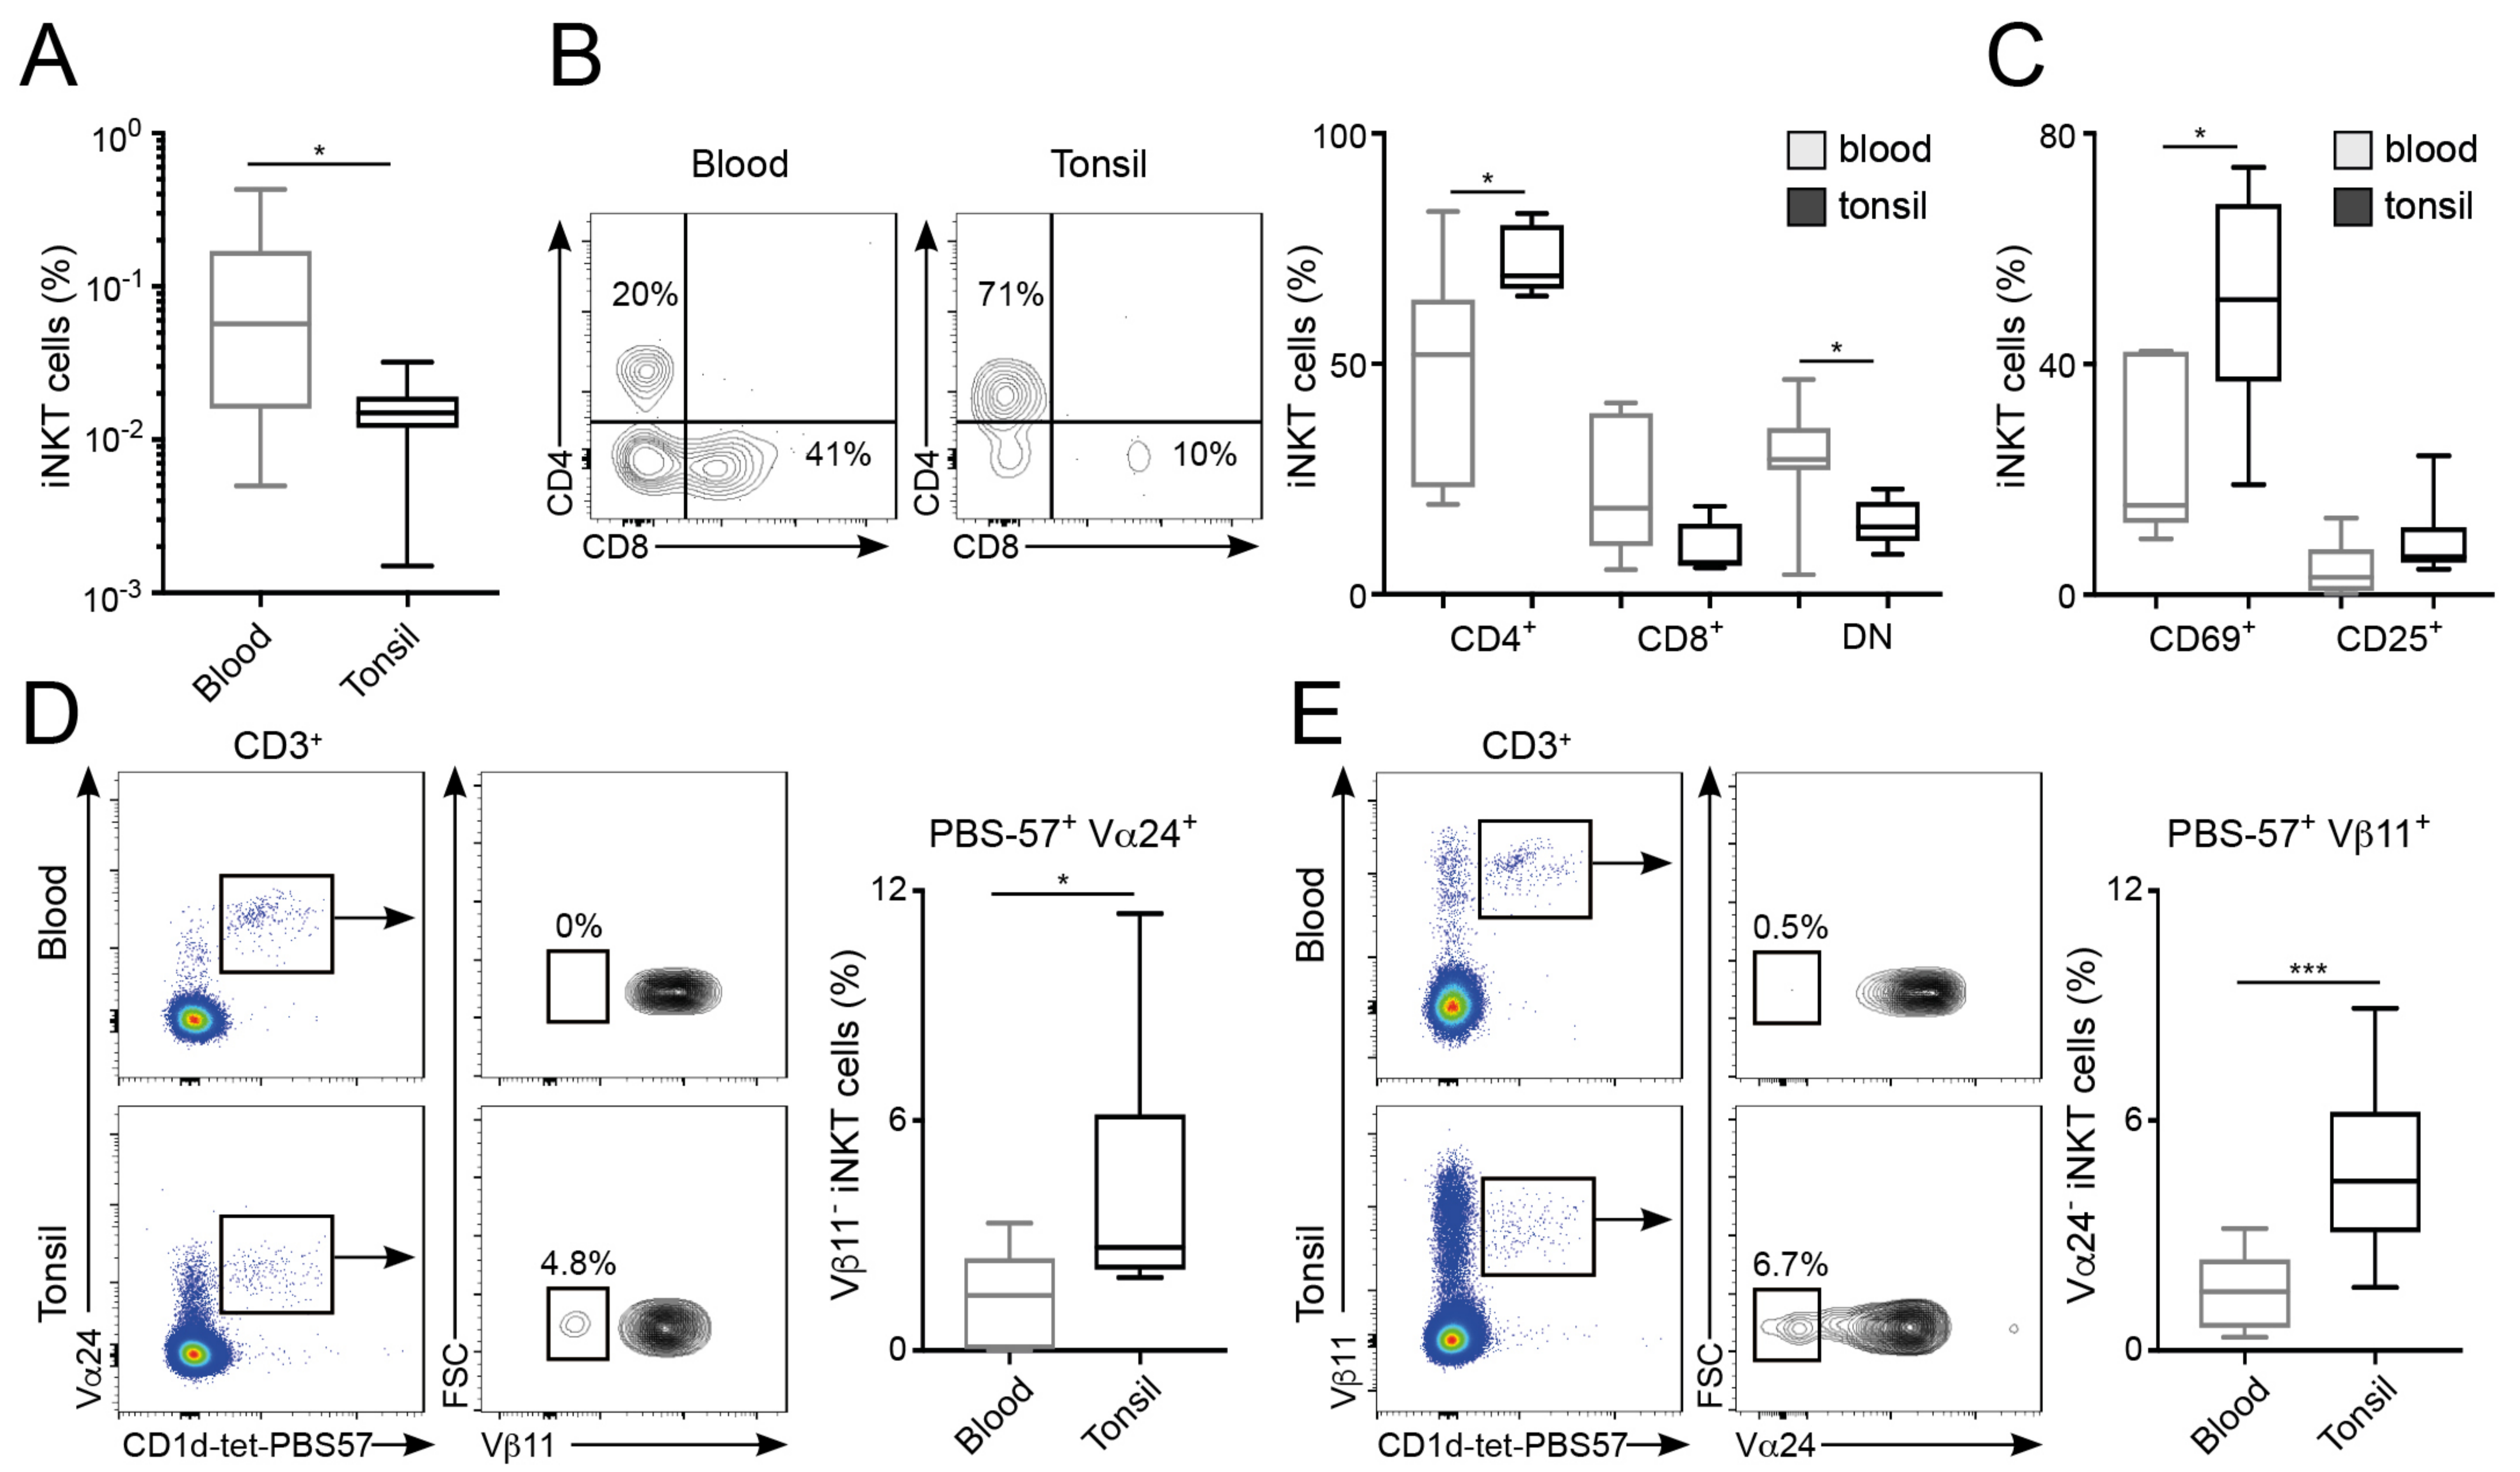 A
B
C
10⁰
10⁻¹
10⁻²
10⁻³
iNKT cells (%)
*
Blood
Tonsil
Blood
Tonsil
20%
41%
71%
10%
CD4
CD8
CD4
CD8
100
50
0
iNKT cells (%)
*
*
blood
tonsil
CD4⁺
CD8⁺
DN
80
40
0
iNKT cells (%)
*
blood
tonsil
CD69⁺
CD25⁺
D
CD3⁺
Blood
Tonsil
Vα24
CD1d-tet-PBS57
0%
4.8%
FSC
Vβ11
PBS-57⁺ Vα24⁺
12
6
0
Vβ11⁻ iNKT cells (%)
*
Blood
Tonsil
E
CD3⁺
Blood
Tonsil
Vβ11
CD1d-tet-PBS57
0.5%
6.7%
FSC
Vα24
PBS-57⁺ Vβ11⁺
12
6
0
Vα24⁻ iNKT cells (%)
***
Blood
Tonsil